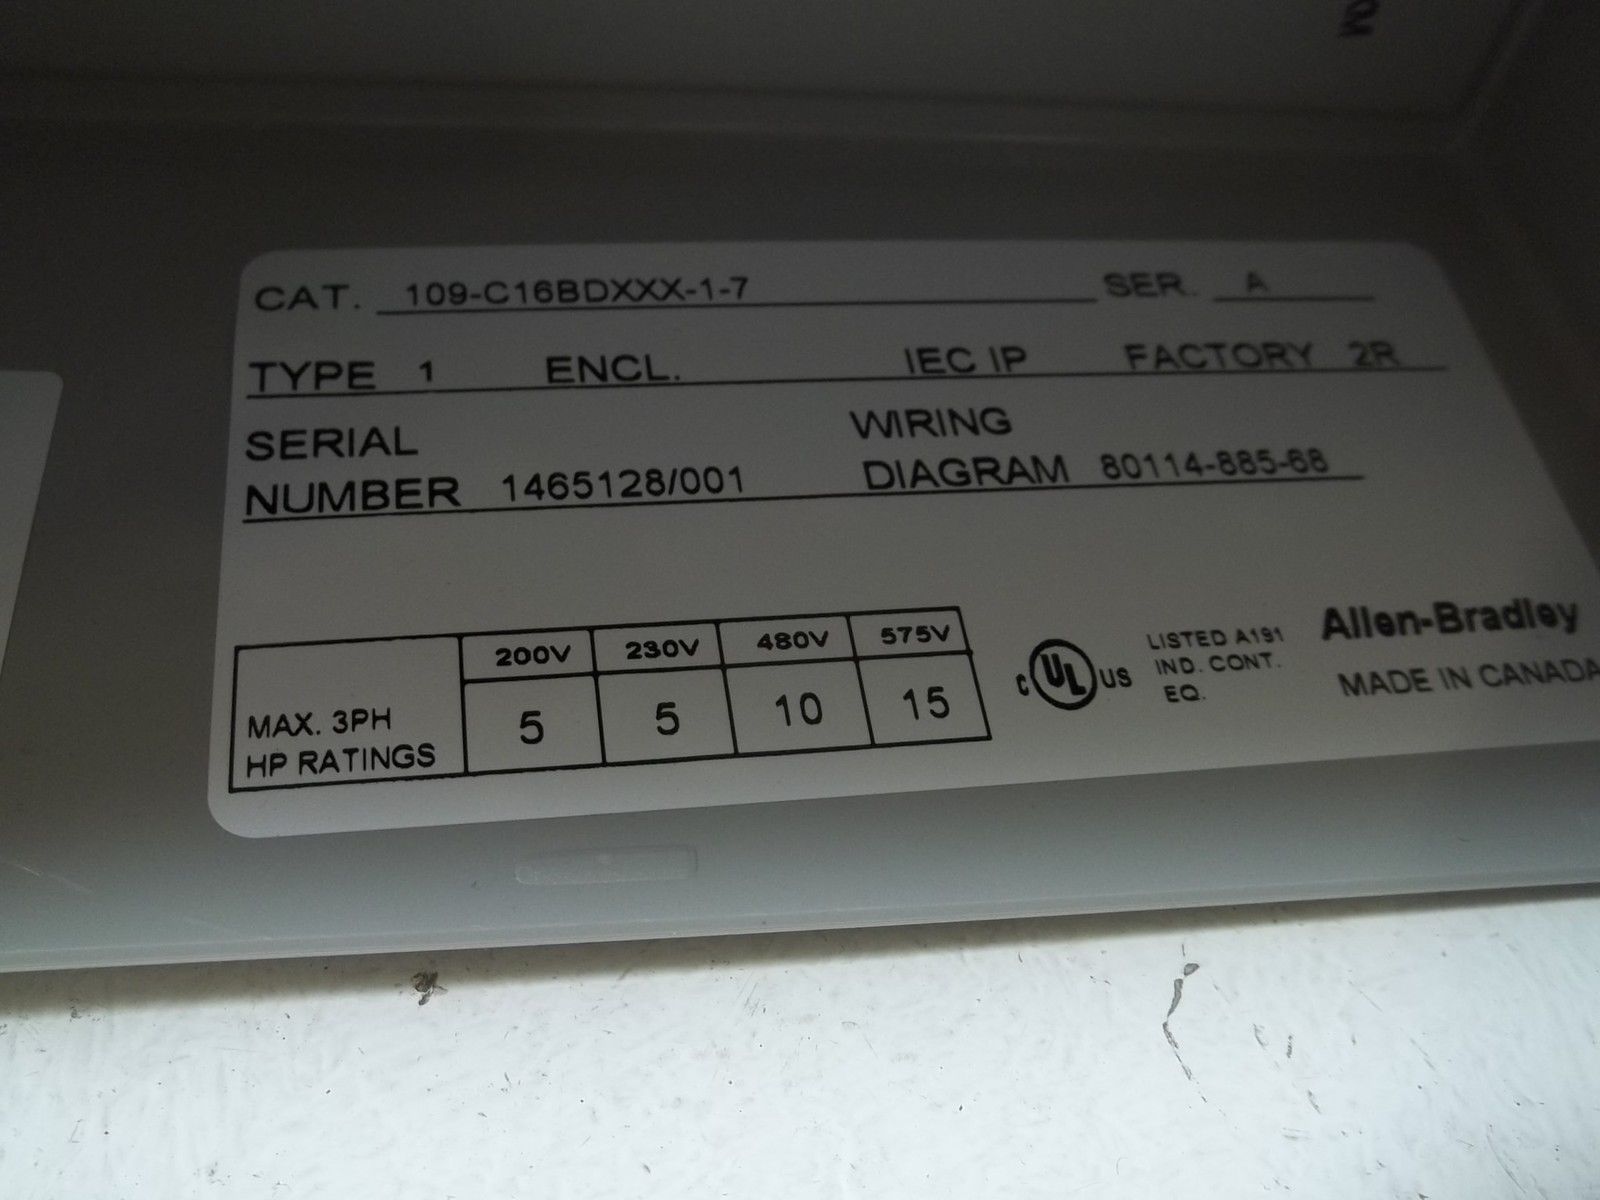 CAT. 109-C16BDXXX-1-7 SER. A
TYPE 1 ENCL. IEC IP FACTORY 2R
SERIAL NUMBER 1465128/001
WIRING DIAGRAM 80114-885-68
200V 230V 480V 575V
MAX. 3PH HP RATINGS 5 5 10 15
C UL US
LISTED A191
IND. CONT.
EQ.
Allen-Bradley
MADE IN CANADA